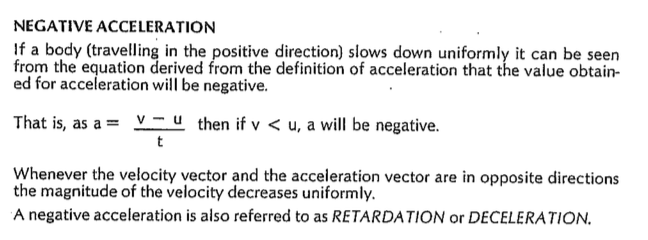 NEGATIVE ACCELERATION
If a body (travelling in the positive direction) slows down uniformly it can be seen
from the equation derived from the definition of acceleration that the value obtain-
ed for acceleration will be negative.
That is, as a = v − u / t then if v < u, a will be negative.
Whenever the velocity vector and the acceleration vector are in opposite directions
the magnitude of the velocity decreases uniformly.
A negative acceleration is also referred to as RETARDATION or DECELERATION.